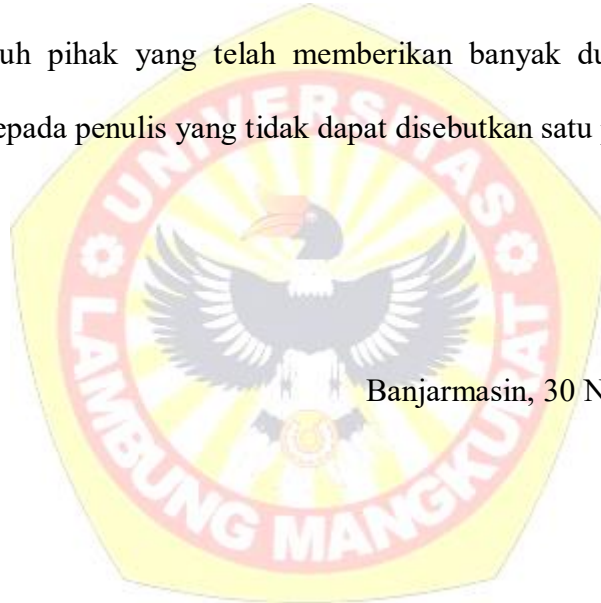 uh pihak yang telah memberikan banyak du
epada penulis yang tidak dapat disebutkan satu
UNIVERSITAS
LAMBUNG MANGKURAT
Banjarmasin, 30 N